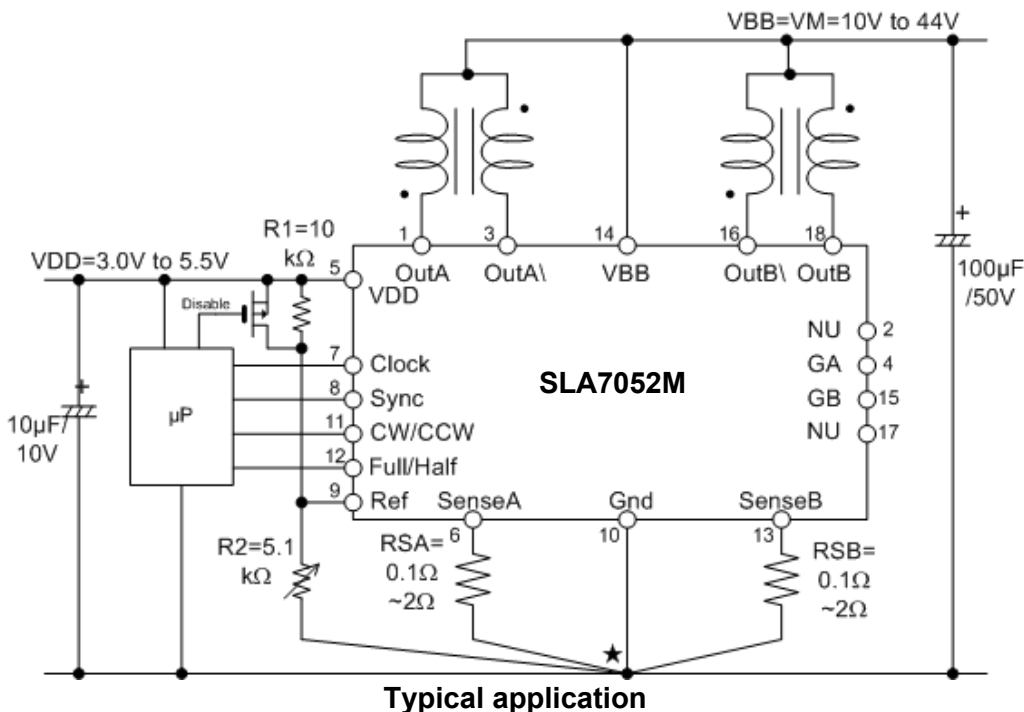 VBB=VM=10V to 44V
R1=10
kΩ
1
3
14
16
18
VDD=3.0V to 5.5V
5
OutA
OutA\
VBB
OutB\
OutB
100µF
/50V
VDD
Disable
NU
2
7
Clock
GA
4
SLA7052M
8
Sync
GB
15
µP
10µF/
10V
11
CW/CCW
NU
17
12
Full/Half
9
Ref
SenseA
Gnd
SenseB
6
10
13
R2=5.1
kΩ
RSA=
0.1Ω
~2Ω
RSB=
0.1Ω
~2Ω
Typical application